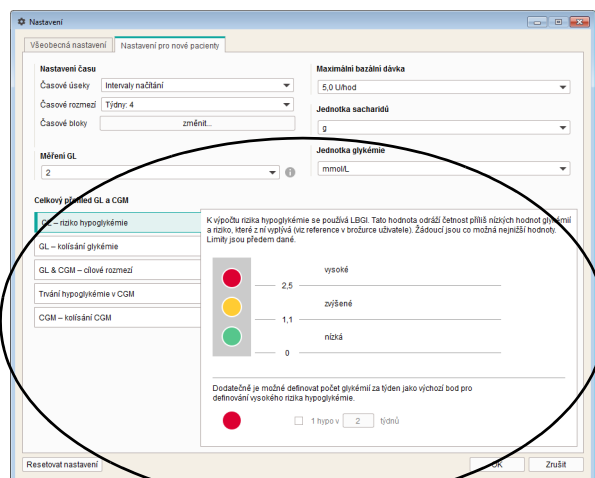 Nastavení
Všeobecná nastavení
Nastavení pro nové pacienty
Nastavení času
Časové úseky
Intervaly načítání
Časové rozmezí
Týdny: 4
Časové bloky
změnit...
Měření GL
2
Maximální bazální dávka
5,0 U/hod
Jednotka sacharidů
g
Jednotka glykémie
mmol/L
Celkový přehled GL a CGM
GL – riziko hypoglykémie
GL – kolísání glykémie
GL & CGM – cílové rozmezí
Trvání hypoglykémie v CGM
CGM – kolísání CGM
K výpočtu rizika hypoglykémie se používá LBGI. Tato hodnota odráží četnost příliš nízkých hodnot glykémií
a riziko, které z ní vyplývá (viz reference v brožurce uživatele). Žádoucí jsou co možná nejnižší hodnoty.
Limity jsou předem dané.
vysoké
2,5
zvýšené
1,1
nízká
0
Dodatečně je možné definovat počet glykémií za týden jako výchozí bod pro
definování vysokého rizika hypoglykémie.
1 hypo v 2 týdnů
Resetovat nastavení
OK
Zrušit